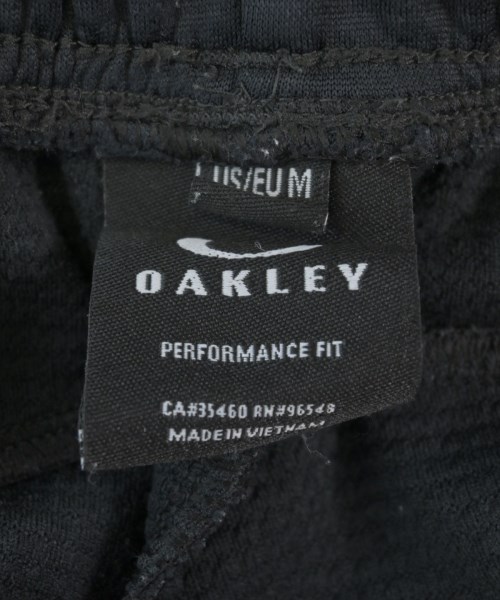 US/EU M
OAKLEY
PERFORMANCE FIT
CA#35460 RN#96548
MADE IN VIETNAM